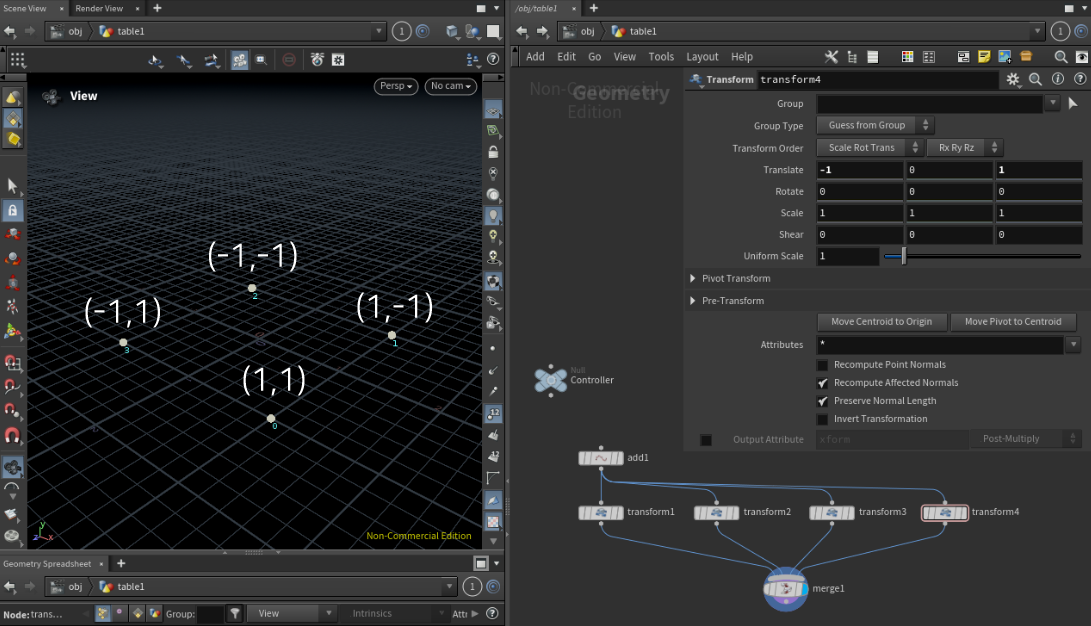 Scene View
Render View
obj
table1
1
View
Persp
No cam
(-1,-1)
2
(-1,1)
3
(1,-1)
1
(1,1)
0
12
y
z
x
Non-Commercial Edition
Geometry Spreadsheet
obj
table1
1
Node: trans...
Group:
View
Intrinsics
Attr
/obj/table1
obj
table1
1
Add Edit Go View Tools Layout Help
Non-Commercial
Edition
Geometry
Transform transform4
Group
Group Type Guess from Group
Transform Order Scale Rot Trans Rx Ry Rz
Translate -1 0 1
Rotate 0 0 0
Scale 1 1 1
Shear 0 0 0
Uniform Scale 1
Pivot Transform
Pre-Transform
Move Centroid to Origin Move Pivot to Centroid
Attributes *
Recompute Point Normals
Recompute Affected Normals
Preserve Normal Length
Invert Transformation
Output Attribute xform Post-Multiply
Null
Controller
add1
transform1
transform2
transform3
transform4
merge1